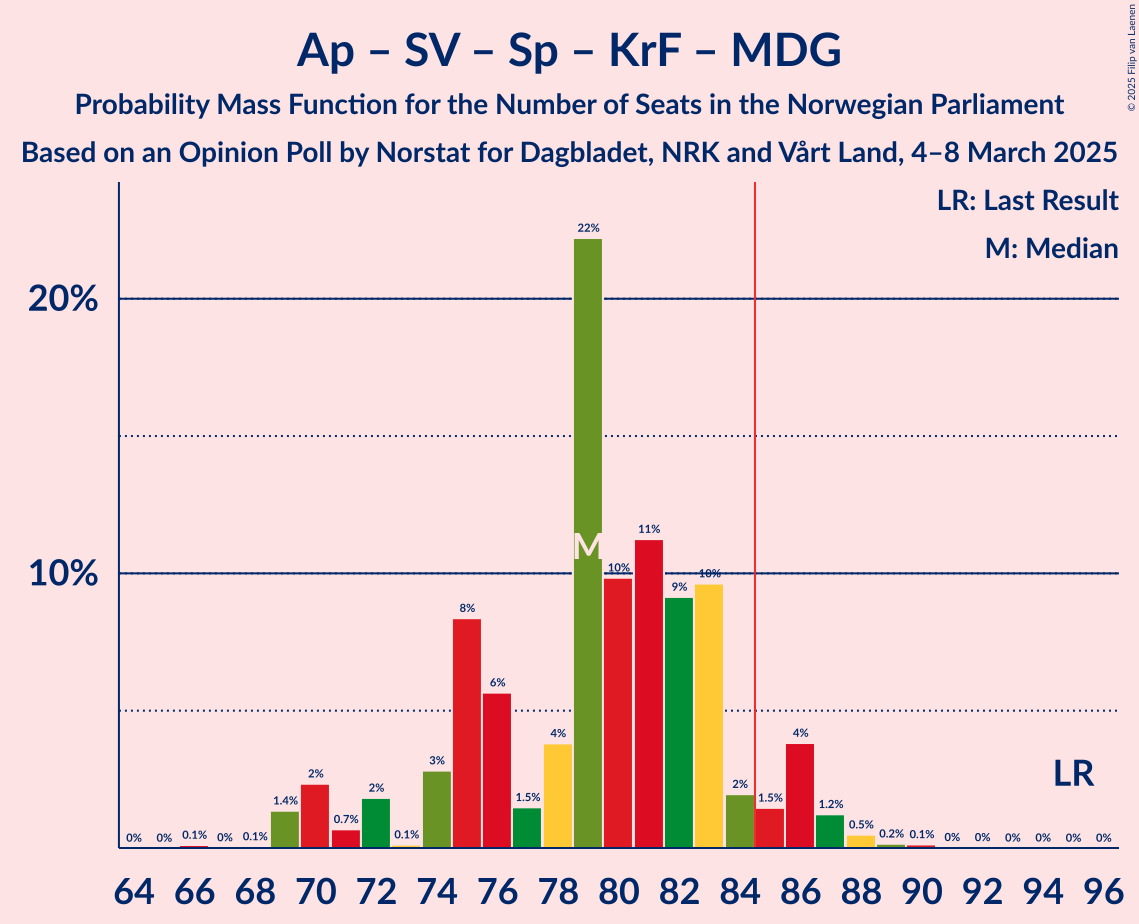 Ap – SV – Sp – KrF – MDG
Probability Mass Function for the Number of Seats in the Norwegian Parliament
Based on an Opinion Poll by Norstat for Dagbladet, NRK and Vårt Land, 4–8 March 2025
© 2025 Filip van Laenen
LR: Last Result
M: Median
20%
10%
0% 0% 0.1% 0% 0.1% 1.4% 2% 0.7% 2% 0.1% 3% 8% 6% 1.5% 4% 22% 10% 11% 9% 10% 2% 1.5% 4% 1.2% 0.5% 0.2% 0.1% 0% 0% 0% 0% 0% 0%
M
LR
64 66 68 70 72 74 76 78 80 82 84 86 88 90 92 94 96